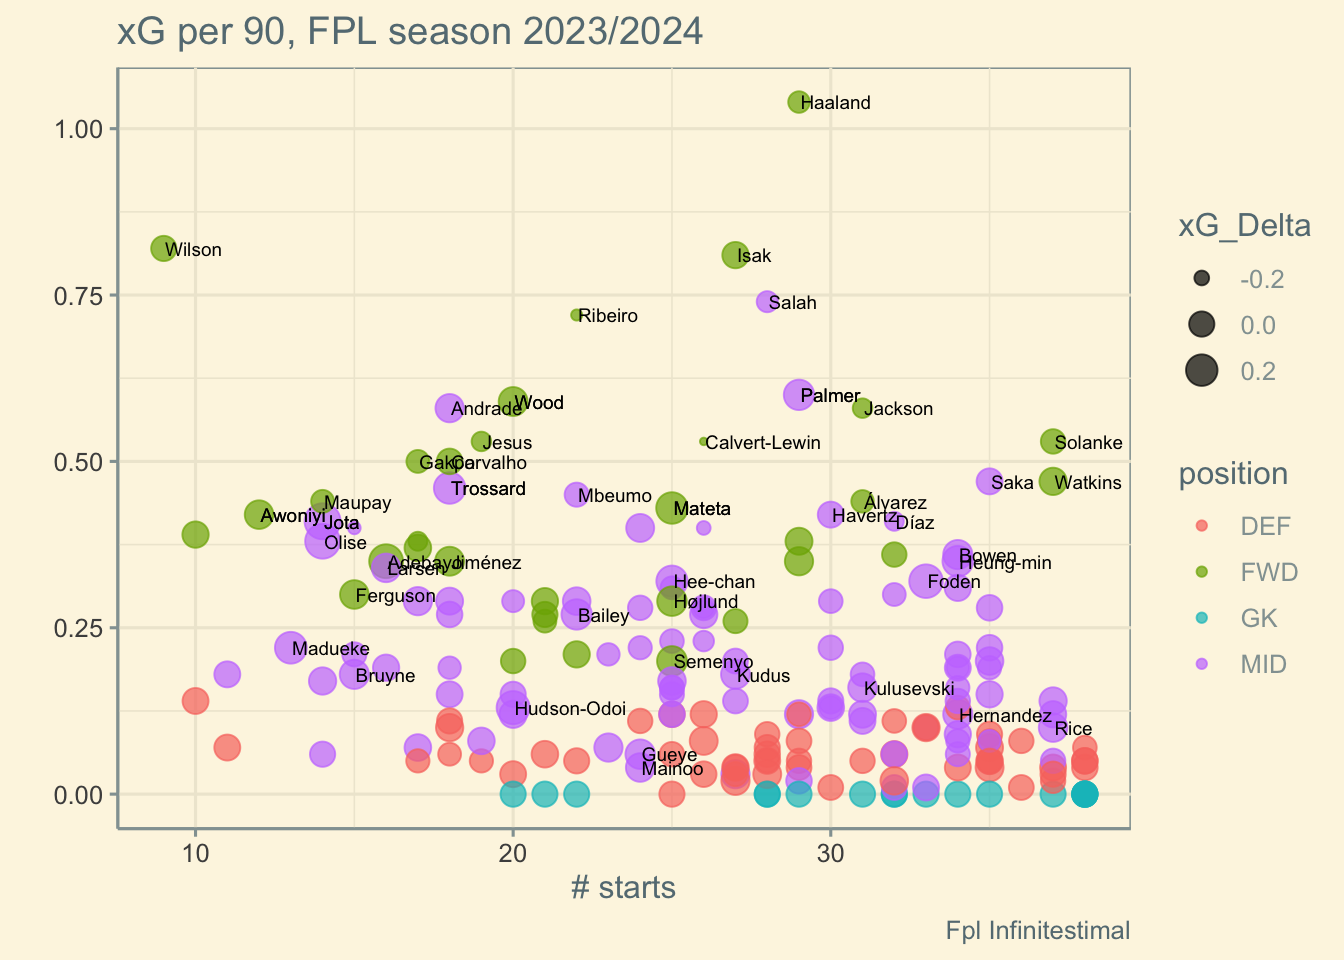 xG per 90, FPL season 2023/2024
1.00
0.75
0.50
0.25
0.00
Haaland
Wilson
Isak
Salah
Ribeiro
Palmer
Wood
Andrade
Jackson
Jesus
Calvert-Lewin
Solanke
Gakpo
Carvalho
Trossard
Saka
Watkins
Mbeumo
Maupay
Álvarez
Mateta
Awoniyi
Havertz
Jota
Díaz
Olise
Bowen
Adebayo
Jiménez
Heung-min
Larsen
Hee-chan
Foden
Ferguson
Højlund
Bailey
Madueke
Semenyo
Bruyne
Kudus
Kulusevski
Hudson-Odoi
Hernandez
Rice
Gueye
Mainoo
10
20
30
# starts
xG_Delta
-0.2
0.0
0.2
position
DEF
FWD
GK
MID
Fpl Infinitestimal